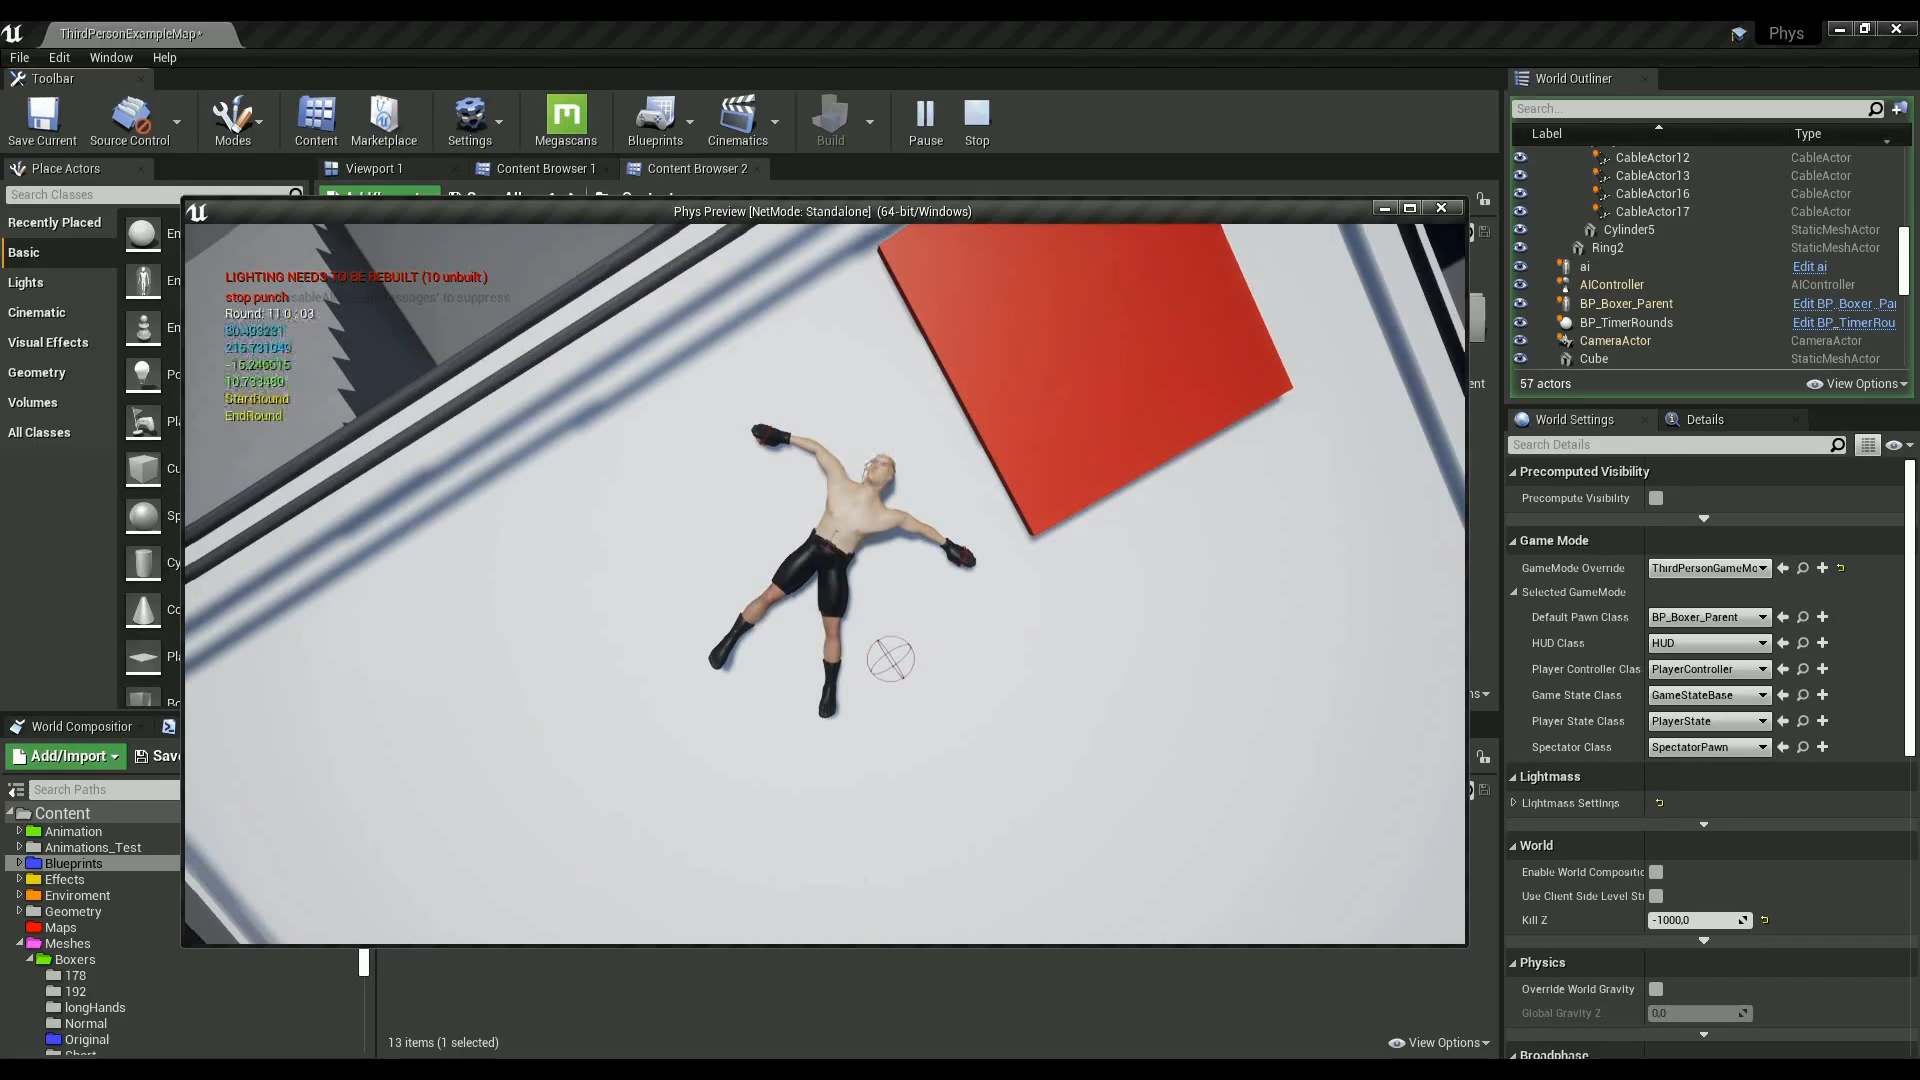 ThirdPersonExampleMap*
Phys
File Edit Window Help
Toolbar
World Outliner
Save Current Source Control Modes Content Marketplace Settings Megascans Blueprints Cinematics Build Pause Stop
Search...
Label Type
CableActor12 CableActor
CableActor13 CableActor
CableActor16 CableActor
CableActor17 CableActor
Cylinder5 StaticMeshActor
Ring2 StaticMeshActor
ai Edit ai
AIController AIController
BP_Boxer_Parent Edit BP_Boxer_Par
BP_TimerRounds Edit BP_TimerRou
CameraActor CameraActor
Cube StaticMeshActor
57 actors View Options
Place Actors Viewport 1 Content Browser 1 Content Browser 2
Search Classes
Recently Placed
Basic
Lights
Cinematic
Visual Effects
Geometry
Volumes
All Classes
Phys Preview [NetMode: Standalone] (64-bit/Windows)
LIGHTING NEEDS TO BE REBUILT (10 unbuilt)
stop punch
to suppress
StartRound
EndRound
World Settings Details
Search Details
Precomputed Visibility
Precompute Visibility
Game Mode
GameMode Override ThirdPersonGameMo
Selected GameMode
Default Pawn Class BP_Boxer_Parent
HUD Class HUD
Player Controller Clas PlayerController
Game State Class GameStateBase
Player State Class PlayerState
Spectator Class SpectatorPawn
Lightmass
Lightmass Settings
World
Enable World Compositic
Use Client Side Level Str
Kill Z -1000,0
Physics
Override World Gravity
Global Gravity Z 0,0
Broadphase
World Compositior
Add/Import Save
Search Paths
Content
Animation
Animations_Test
Blueprints
Effects
Enviroment
Geometry
Maps
Meshes
Boxers
178
192
longHands
Normal
Original
13 items (1 selected) View Options